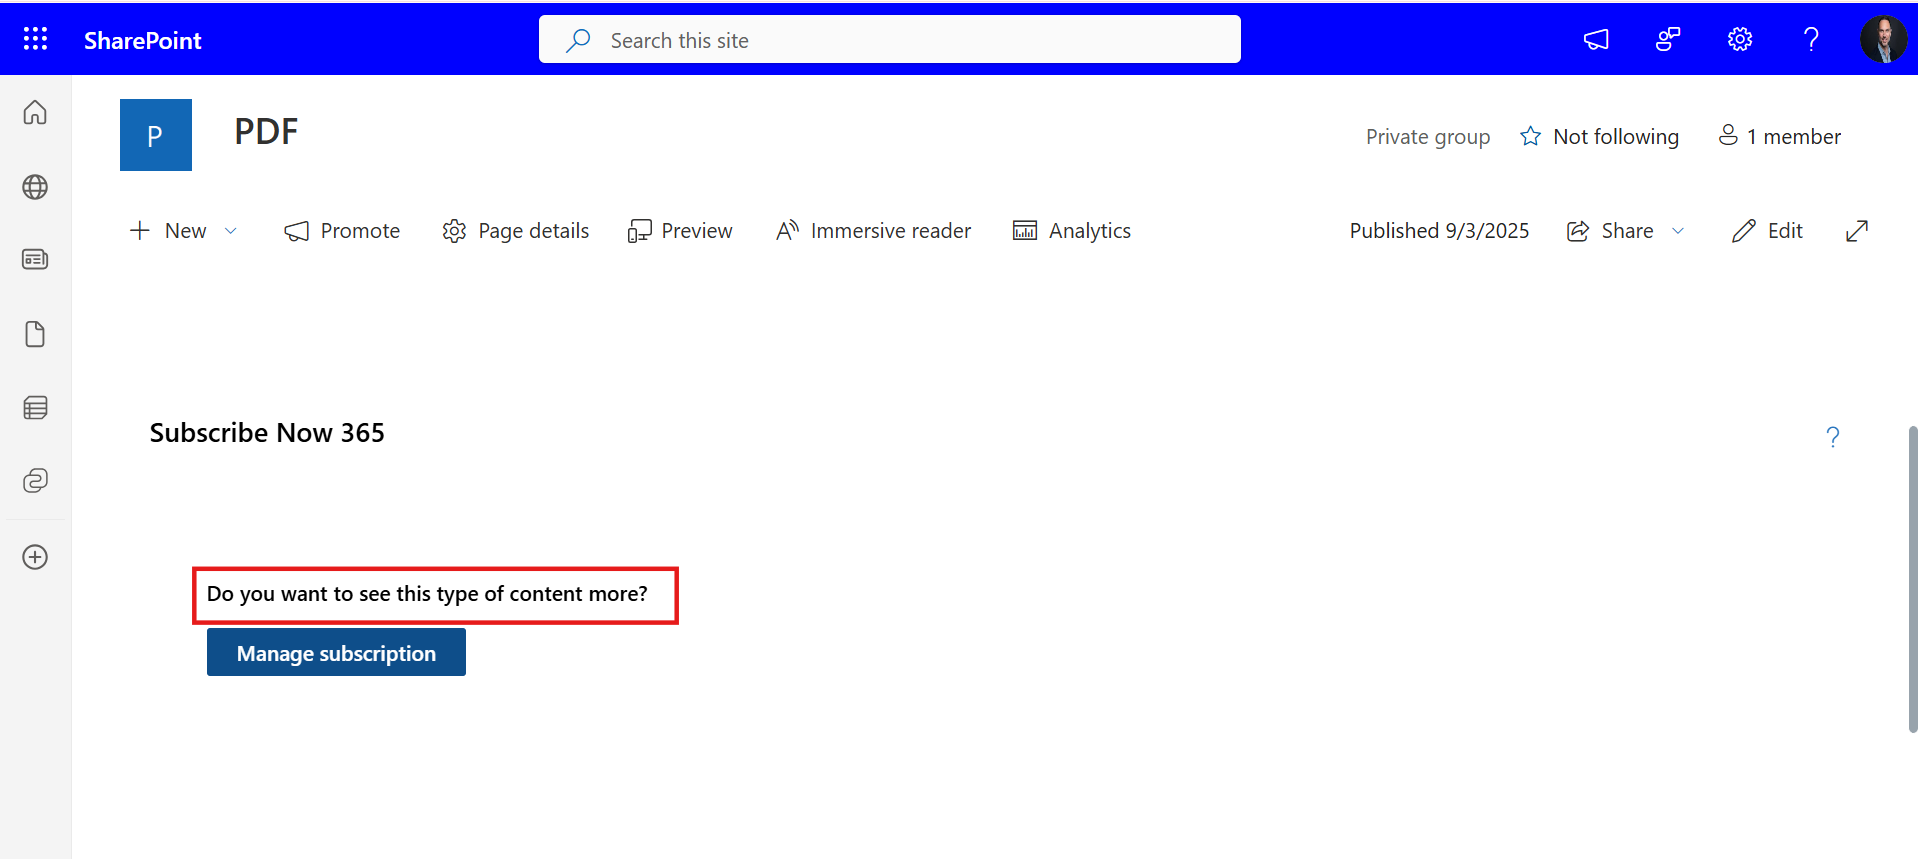 SharePoint
Search this site
?
P
PDF
Private group
Not following
1 member
New
Promote
Page details
Preview
Immersive reader
Analytics
Published 9/3/2025
Share
Edit
Subscribe Now 365
?
Do you want to see this type of content more?
Manage subscription